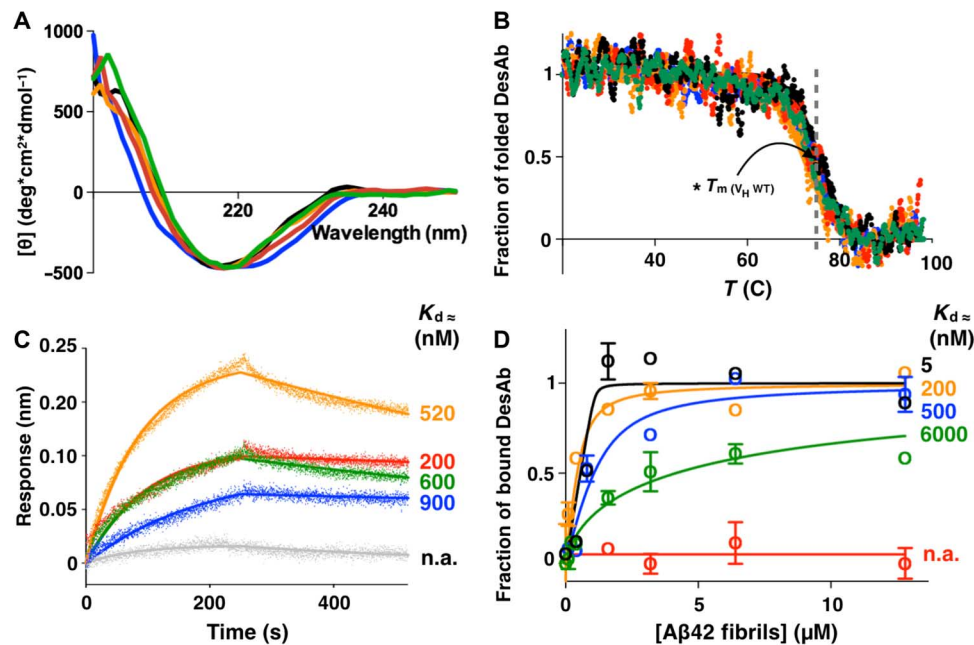 A
1000
500
0
−500
[θ] (deg*cm²*dmol⁻¹)
220
240
Wavelength (nm)
B
1
0.5
0
Fraction of folded DesAb
* Tm (VH WT)
40
60
80
100
T (C)
C
0.25
0.20
0.10
0.05
0
Response (nm)
0
200
400
Time (s)
Kd ≈
(nM)
520
200
600
900
n.a.
D
1
0.5
0
Fraction of bound DesAb
0
5
10
[Aβ42 fibrils] (μM)
Kd ≈
(nM)
5
200
500
6000
n.a.